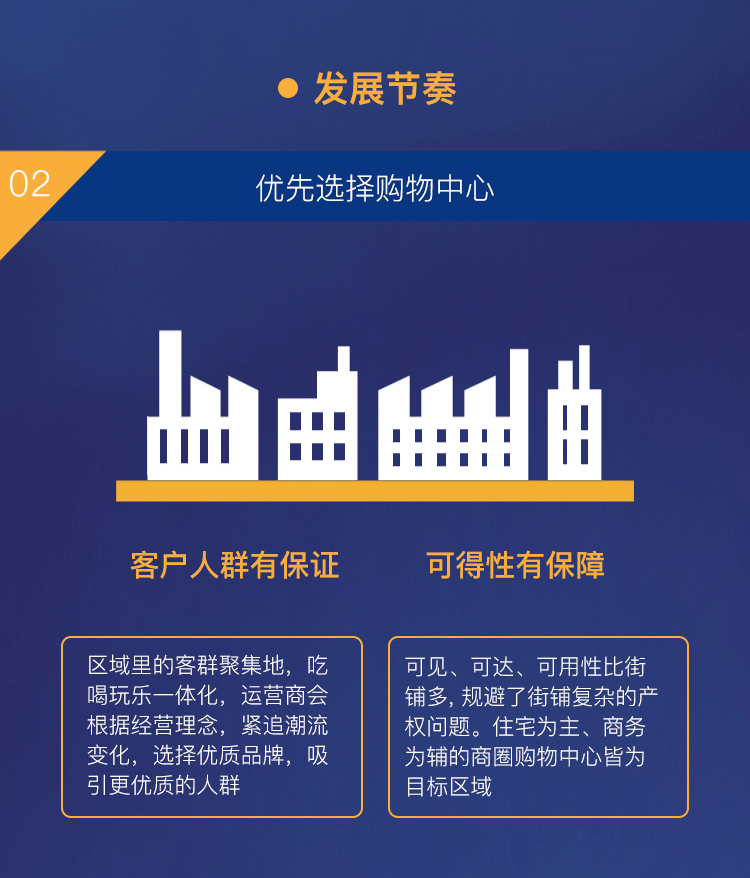 发展节奏
02
优先选择购物中心
客户人群有保证
可得性有保障
区域里的客群聚集地，吃
喝玩乐一体化，运营商会
根据经营理念，紧追潮流
变化，选择优质品牌，吸
引更优质的人群
可见、可达、可用性比街
铺多, 规避了街铺复杂的产
权问题。住宅为主、商务
为辅的商圈购物中心皆为
目标区域